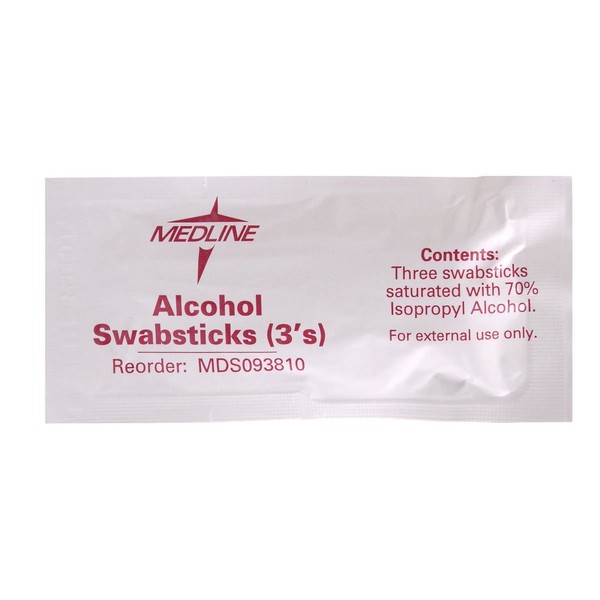 MEDLINE
Alcohol
Swabsticks (3's)
Reorder: MDS093810
Contents:
Three swabsticks
saturated with 70%
Isopropyl Alcohol.
For external use only.